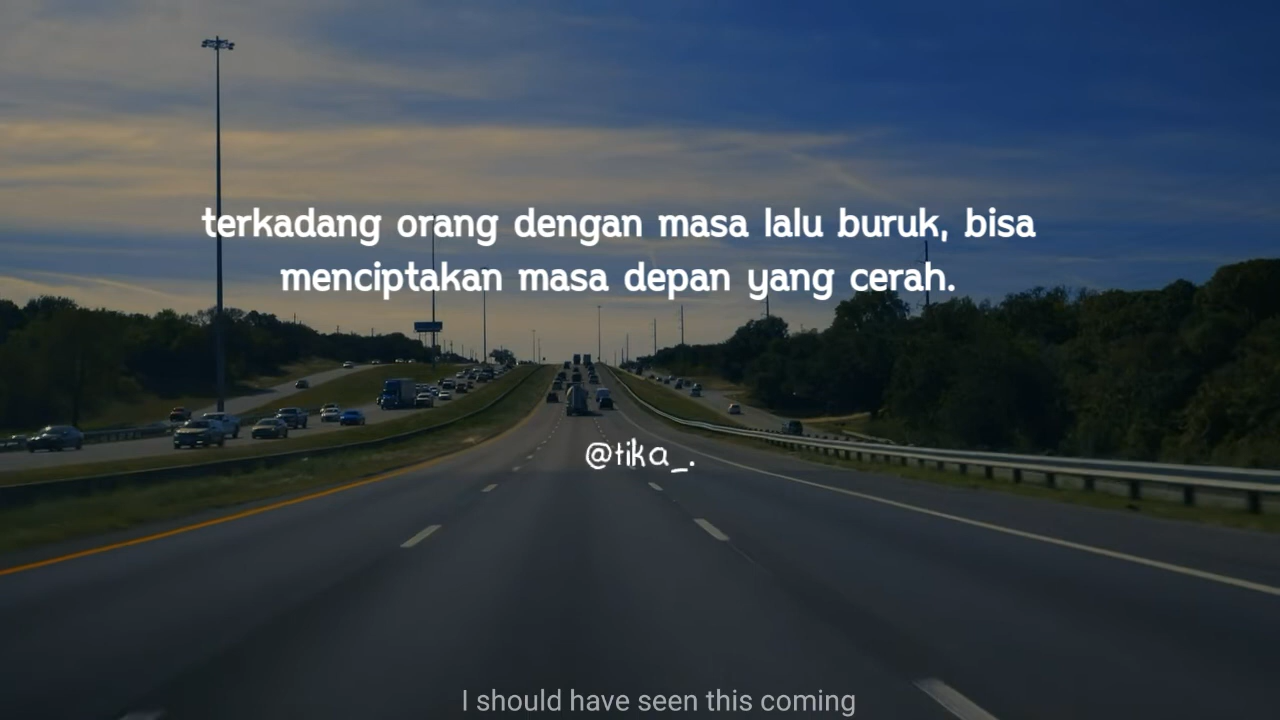 terkadang orang dengan masa lalu buruk, bisa
menciptakan masa depan yang cerah.
@tika_.
I should have seen this coming